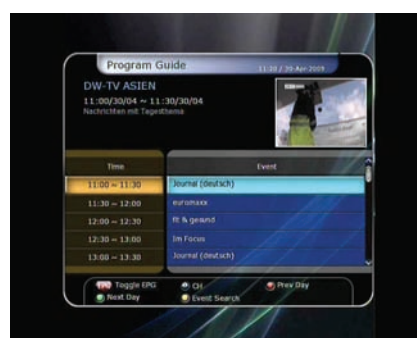 Program Guide
11:20 / 30-Apr-2009
DW-TV ASIEN
11:00/30/04 ~ 11:30/30/04
Nachrichten mit Tagesthema
Time Event
11:00 ~ 11:30 Journal (deutsch)
11:30 ~ 12:00 euromaxx
12:00 ~ 12:30 fit & gesund
12:30 ~ 13:00 Im Focus
13:00 ~ 13:30 Journal (deutsch)
EPG Toggle EPG CH Prev Day
Next Day Event Search